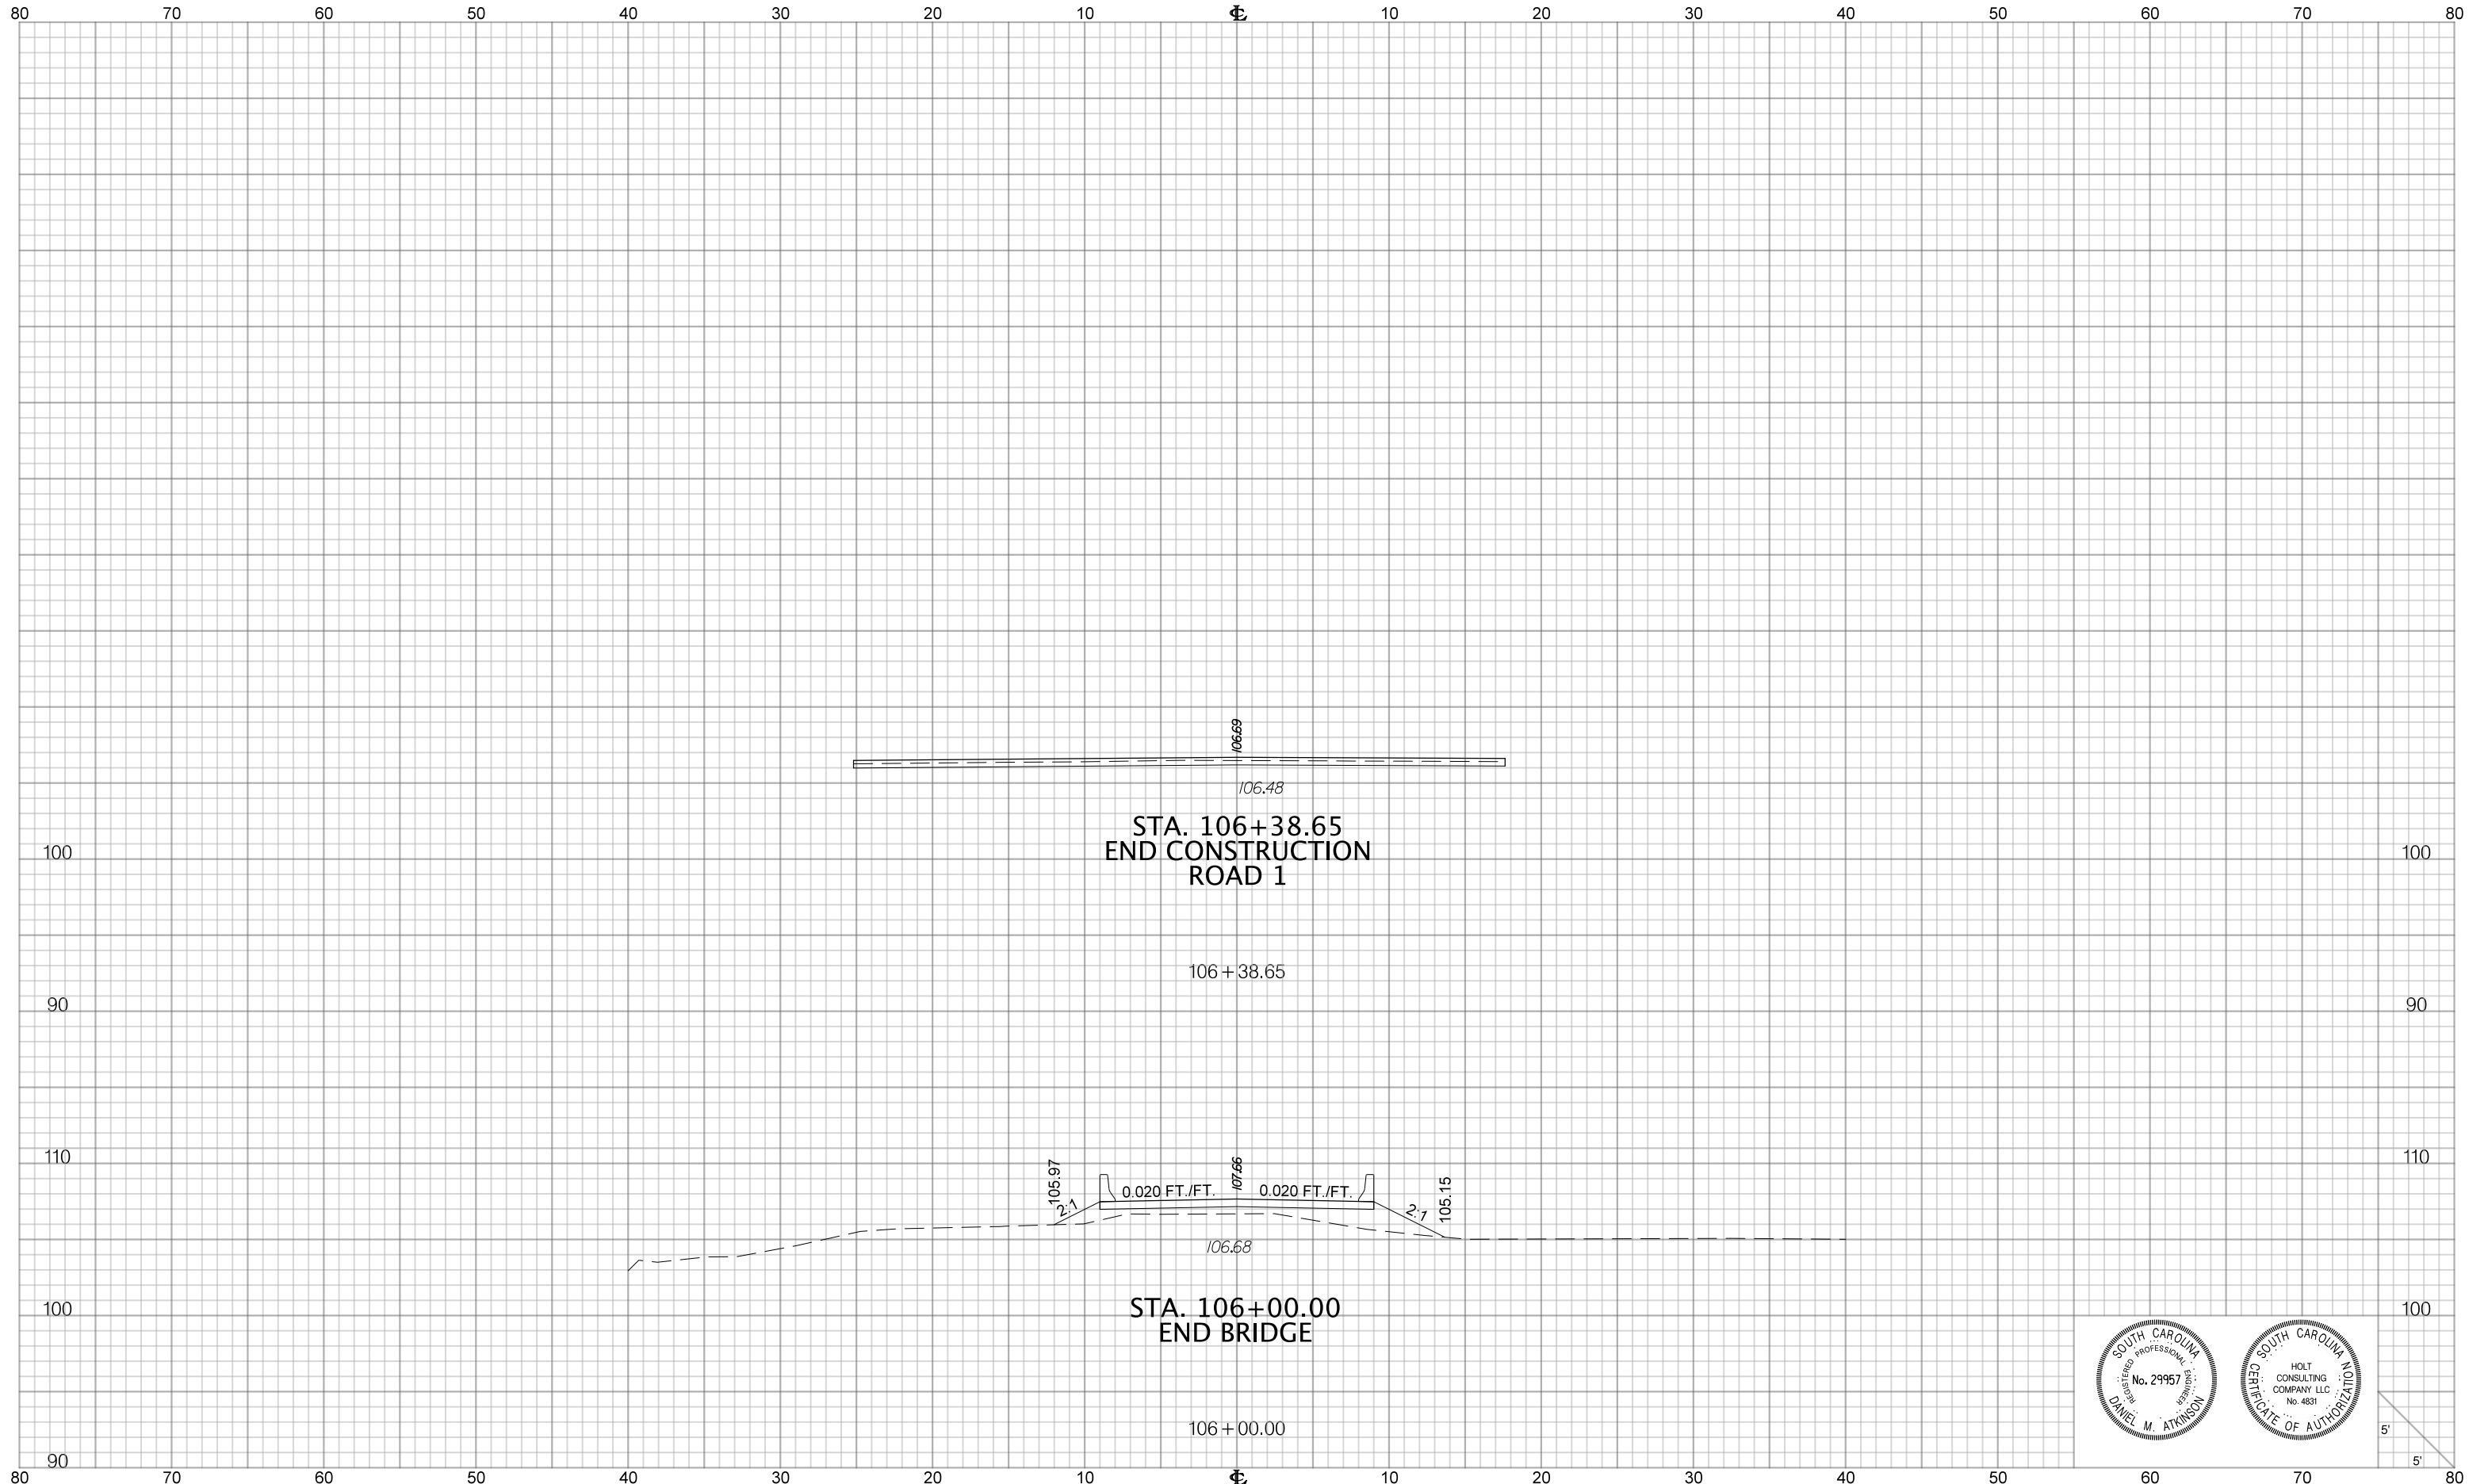 80 70 60 50 40 30 20 10 ℄ 10 20 30 40 50 60 70 80
106.69
106.48
STA. 106+38.65
END CONSTRUCTION
ROAD 1
100 100
106+38.65
90 90
110 110
105.97 107.66 105.15
2:1 0.020 FT./FT. 0.020 FT./FT. 2:1
106.68
STA. 106+00.00
END BRIDGE
100 100
106+00.00
90
SOUTH CAROLINA
REGISTERED PROFESSIONAL ENGINEER
No. 29957
DANIEL M. ATKINSON
SOUTH CAROLINA
HOLT
CONSULTING
COMPANY LLC
No. 4831
CERTIFICATE OF AUTHORIZATION
5'
5'
80 70 60 50 40 30 20 10 ℄ 10 20 30 40 50 60 70 80